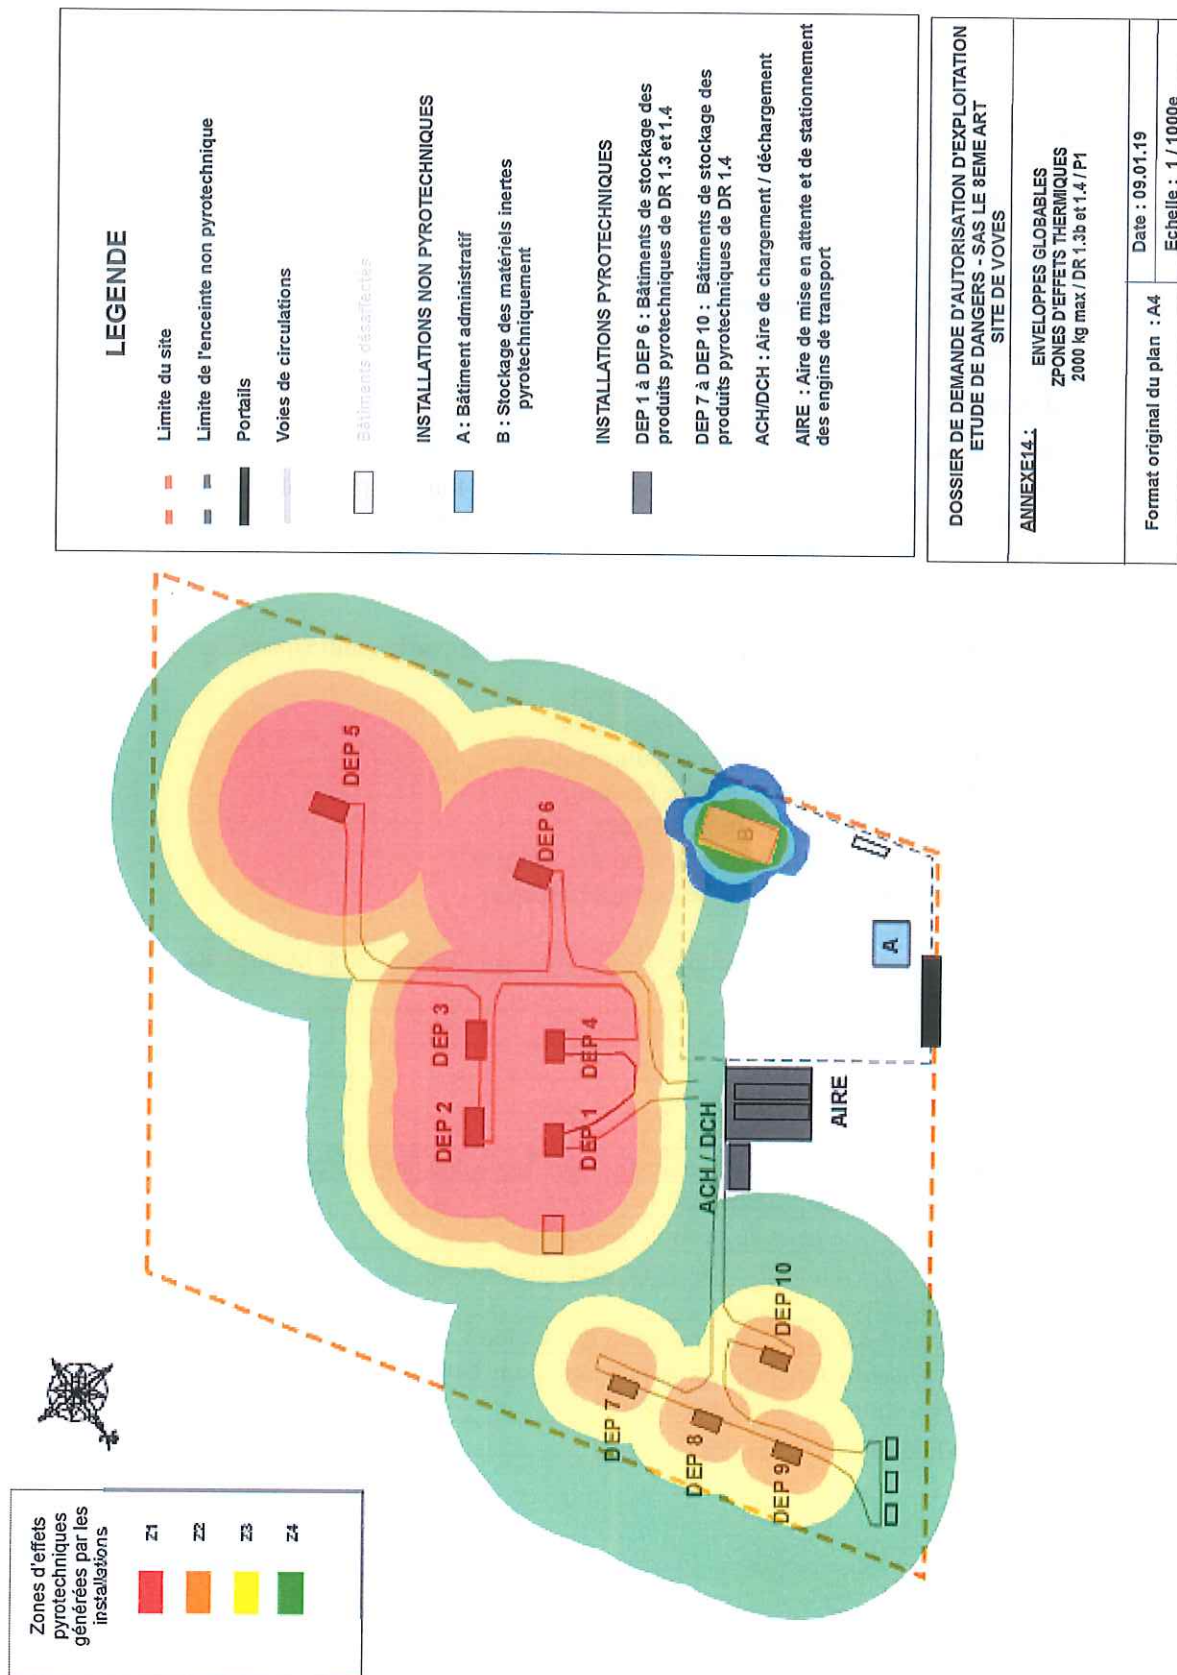 Zones d'effets
pyrotechniques
générées par les
installations
Z1
Z2
Z3
Z4
DEP 5
DEP 6
DEP 3
DEP 2
DEP 4
DEP 1
DEP 7
DEP 8
DEP 9
DEP 10
ACH / DCH
AIRE
A
B
LEGENDE
Limite du site
Limite de l'enceinte non pyrotechnique
Portails
Voies de circulations
Bâtiments désaffectés
INSTALLATIONS NON PYROTECHNIQUES
A : Bâtiment administratif
B : Stockage des matériels inertes
pyrotechniquement
INSTALLATIONS PYROTECHNIQUES
DEP 1 à DEP 6 : Bâtiments de stockage des
produits pyrotechniques de DR 1.3 et 1.4
DEP 7 à DEP 10 : Bâtiments de stockage des
produits pyrotechniques de DR 1.4
ACH/DCH : Aire de chargement / déchargement
AIRE : Aire de mise en attente et de stationnement
des engins de transport
DOSSIER DE DEMANDE D'AUTORISATION D'EXPLOITATION
ETUDE DE DANGERS - SAS LE 8EME ART
SITE DE VOVES
ANNEXE14 :
ENVELOPPES GLOBABLES
ZPONES D'EFFETS THERMIQUES
2000 kg max / DR 1.3b et 1.4 / P1
Format original du plan : A4
Date : 09.01.19
Echelle : 1 / 1000e